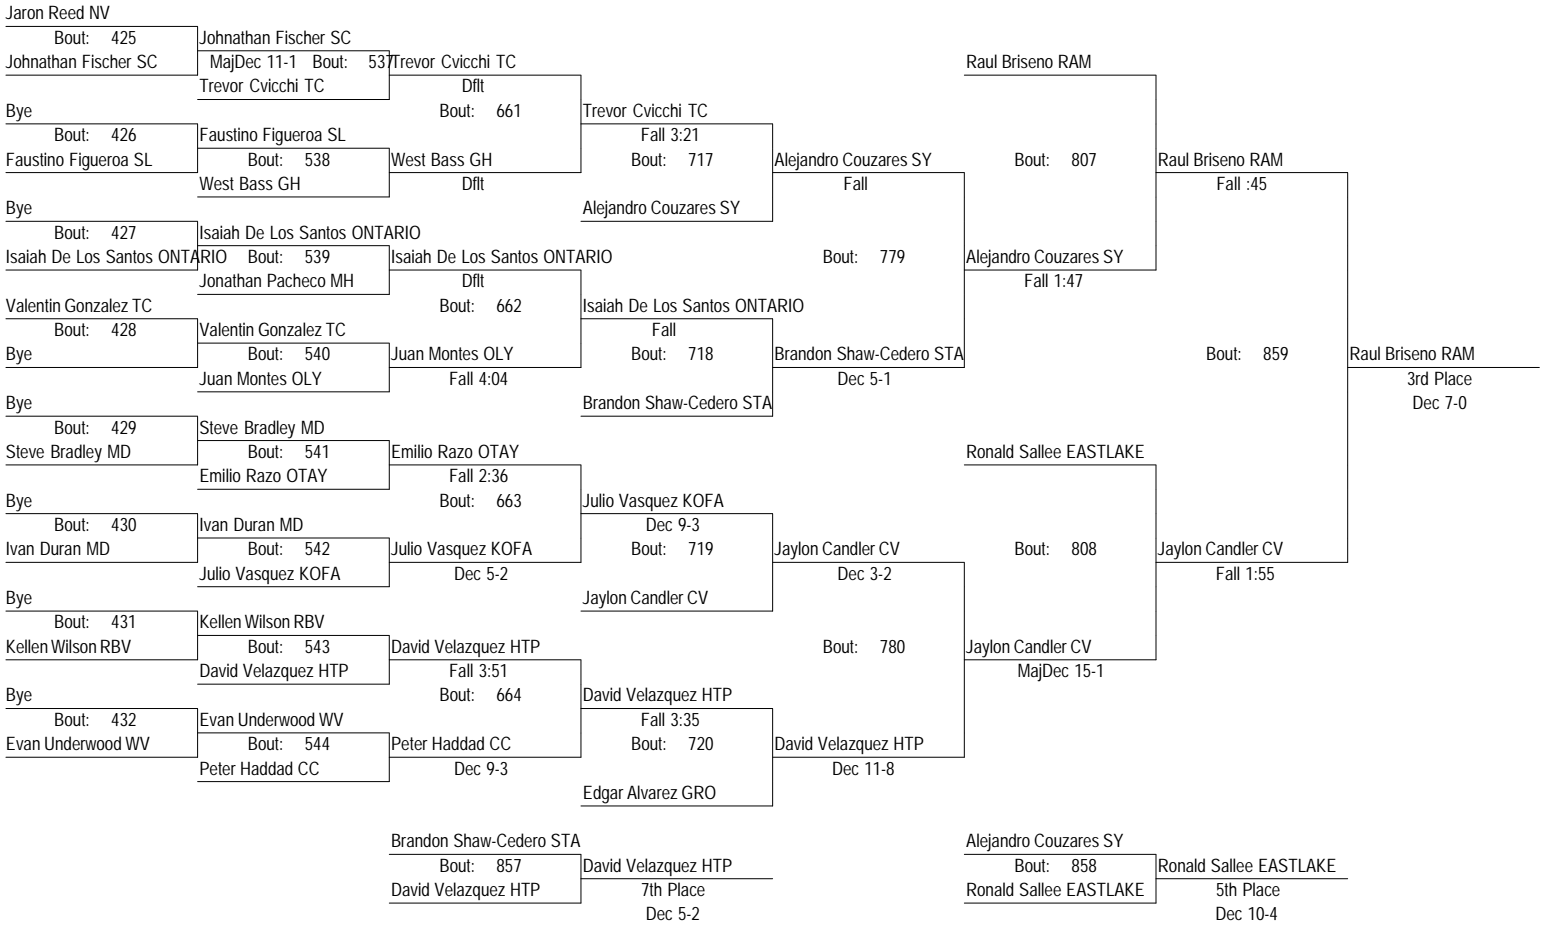 Jaron Reed NV
Bout: 425 Johnathan Fischer SC
Johnathan Fischer SC MajDec 11-1 Bout: 537 Trevor Cvicchi TC Raul Briseno RAM
Trevor Cvicchi TC Dflt
Bye Bout: 661 Trevor Cvicchi TC
Bout: 426 Faustino Figueroa SL Fall 3:21
Faustino Figueroa SL Bout: 538 West Bass GH Bout: 717 Alejandro Couzares SY Bout: 807 Raul Briseno RAM
West Bass GH Dflt Fall Fall :45
Bye Alejandro Couzares SY
Bout: 427 Isaiah De Los Santos ONTARIO
Isaiah De Los Santos ONTARIO Bout: 539 Isaiah De Los Santos ONTARIO Bout: 779 Alejandro Couzares SY
Jonathan Pacheco MH Dflt Fall 1:47
Valentin Gonzalez TC Bout: 662 Isaiah De Los Santos ONTARIO
Bout: 428 Valentin Gonzalez TC Fall
Bye Bout: 540 Juan Montes OLY Bout: 718 Brandon Shaw-Cedero STA Bout: 859 Raul Briseno RAM
Juan Montes OLY Fall 4:04 Dec 5-1 3rd Place
Bye Brandon Shaw-Cedero STA Dec 7-0
Bout: 429 Steve Bradley MD
Steve Bradley MD Bout: 541 Emilio Razo OTAY Ronald Sallee EASTLAKE
Emilio Razo OTAY Fall 2:36
Bye Bout: 663 Julio Vasquez KOFA
Bout: 430 Ivan Duran MD Dec 9-3
Ivan Duran MD Bout: 542 Julio Vasquez KOFA Bout: 719 Jaylon Candler CV Bout: 808 Jaylon Candler CV
Julio Vasquez KOFA Dec 5-2 Dec 3-2 Fall 1:55
Bye Jaylon Candler CV
Bout: 431 Kellen Wilson RBV
Kellen Wilson RBV Bout: 543 David Velazquez HTP Bout: 780 Jaylon Candler CV
David Velazquez HTP Fall 3:51 MajDec 15-1
Bye Bout: 664 David Velazquez HTP
Bout: 432 Evan Underwood WV Fall 3:35
Evan Underwood WV Bout: 544 Peter Haddad CC Bout: 720 David Velazquez HTP
Peter Haddad CC Dec 9-3 Dec 11-8
Edgar Alvarez GRO
Brandon Shaw-Cedero STA Alejandro Couzares SY
Bout: 857 David Velazquez HTP Bout: 858 Ronald Sallee EASTLAKE
David Velazquez HTP 7th Place Ronald Sallee EASTLAKE 5th Place
Dec 5-2 Dec 10-4